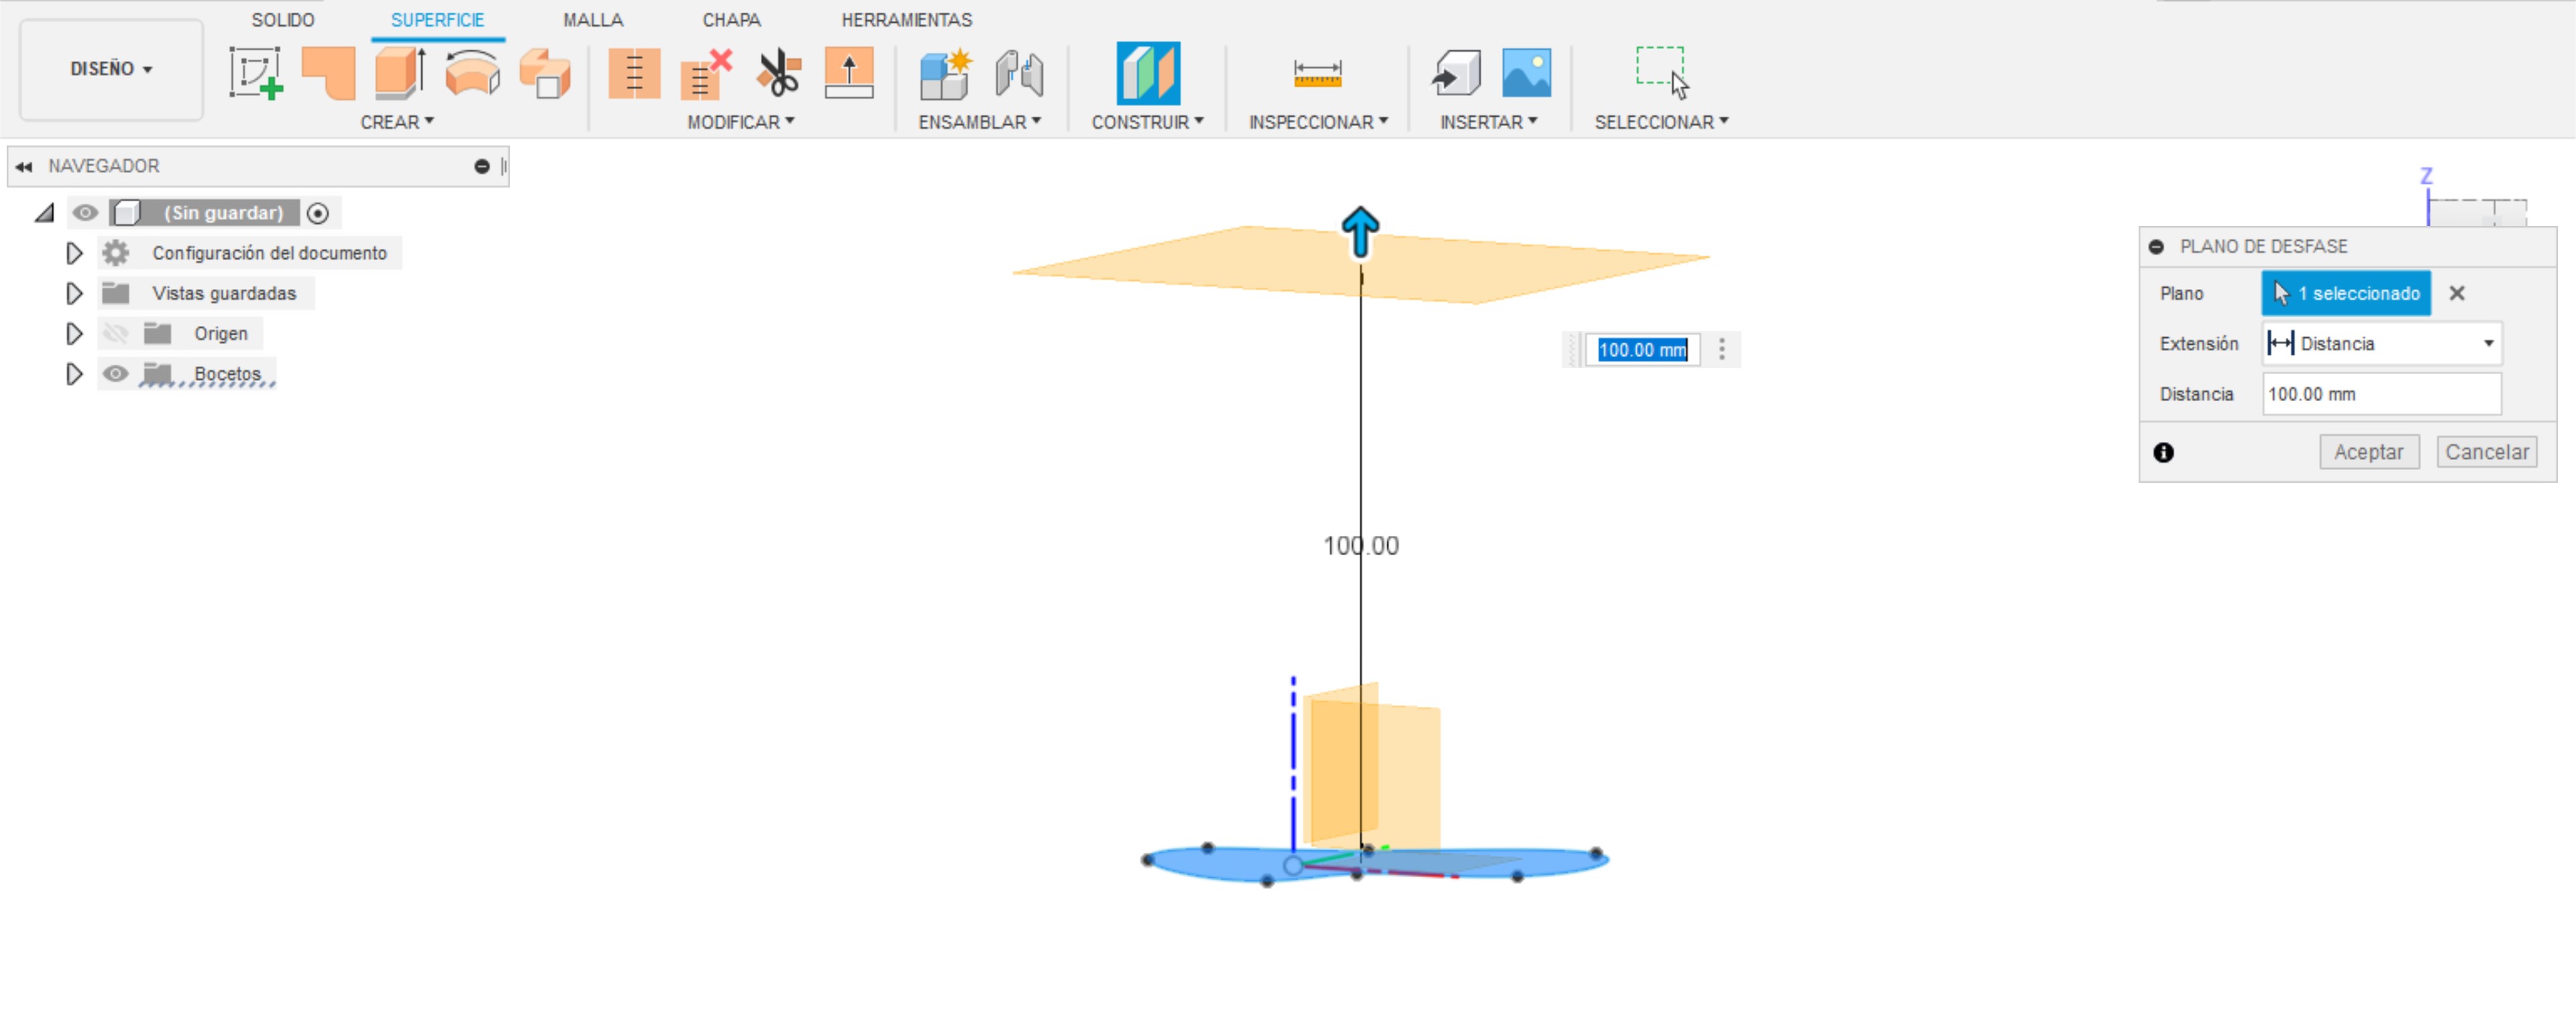 SOLIDO SUPERFICIE MALLA CHAPA HERRAMIENTAS
DISEÑO
CREAR MODIFICAR ENSAMBLAR CONSTRUIR INSPECCIONAR INSERTAR SELECCIONAR
NAVEGADOR
Z
(Sin guardar)
PLANO DE DESFASE
Configuración del documento
Plano 1 seleccionado
Vistas guardadas
Origen
Extensión Distancia
100.00 mm
Bocetos
Distancia 100.00 mm
Aceptar Cancelar
100.00